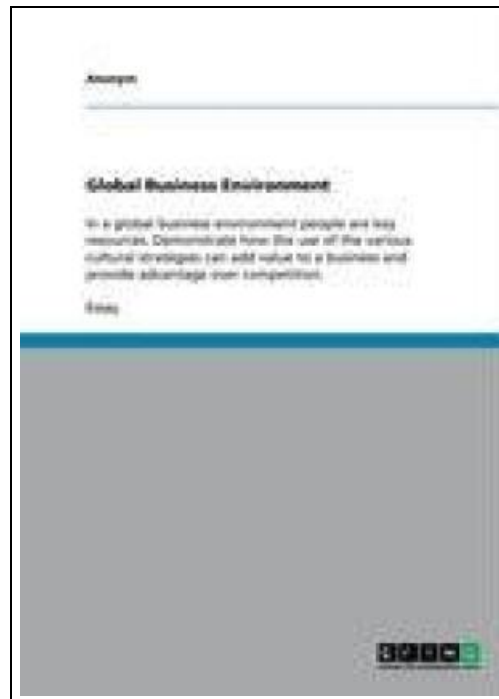 Anonym
Global Business Environment
In a global business environment people are key
resources. Demonstrate how the use of the various
cultural strategies can add value to a business and
provide advantage over competition.
Essay
GRIN